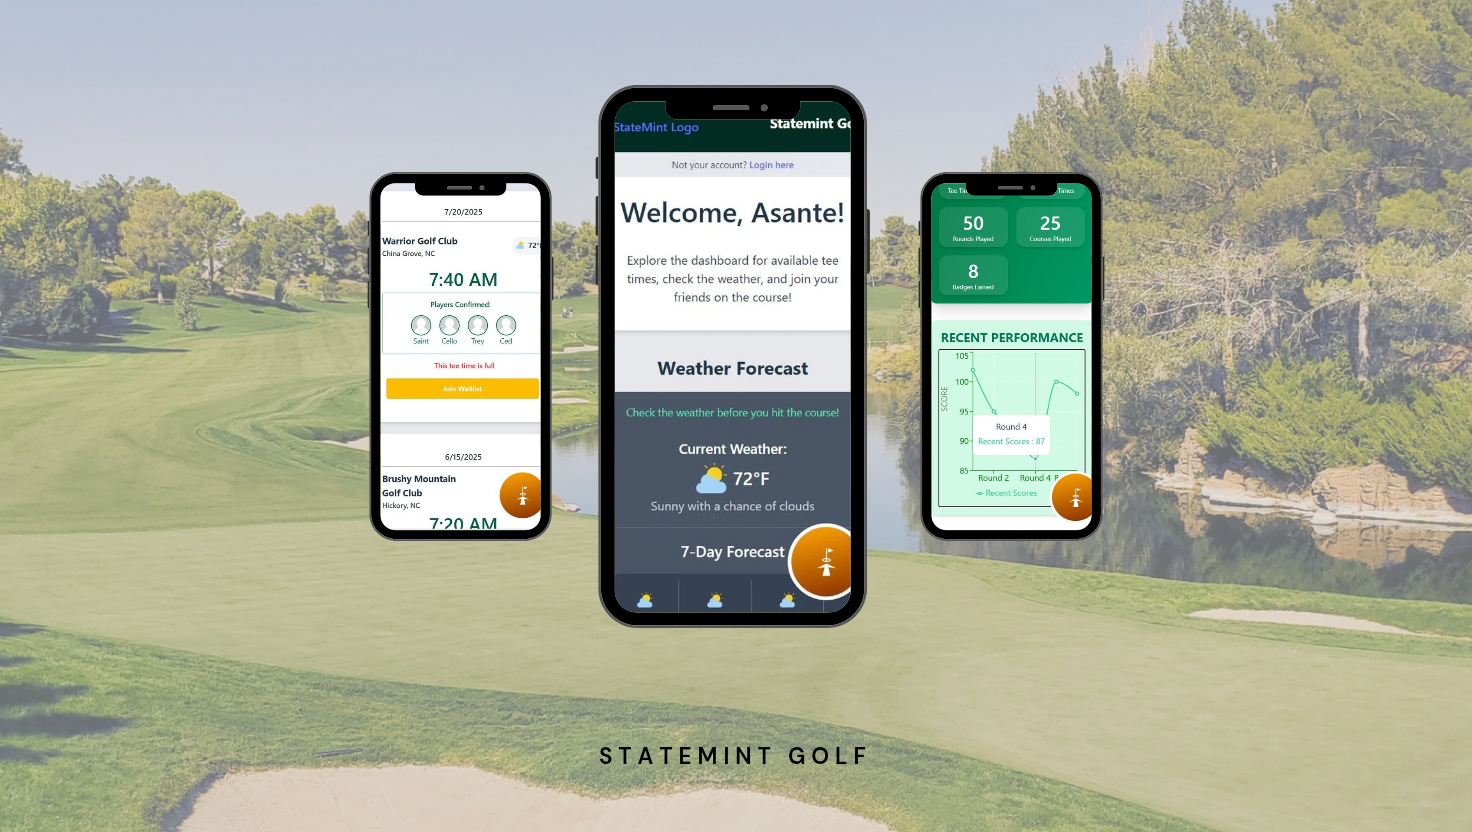 7/20/2025
Warrior Golf Club
China Grove, NC
72°
7:40 AM
Players Confirmed:
Saint Cello Trey Ced
This tee time is full
Join Waitlist
6/15/2025
Brushy Mountain
Golf Club
Hickory, NC
7:20 AM
StateMint Logo
Statemint Go
Not your account? Login here
Welcome, Asante!
Explore the dashboard for available tee
times, check the weather, and join your
friends on the course!
Weather Forecast
Check the weather before you hit the course!
Current Weather:
72°F
Sunny with a chance of clouds
7-Day Forecast
Tee Tim Times
50 25
Rounds Played Courses Played
8
Badges Earned
RECENT PERFORMANCE
105
100
95
90
85
SCORE
Round 4
Recent Scores : 87
Round 2 Round 4 R
Recent Scores
STATEMINT GOLF